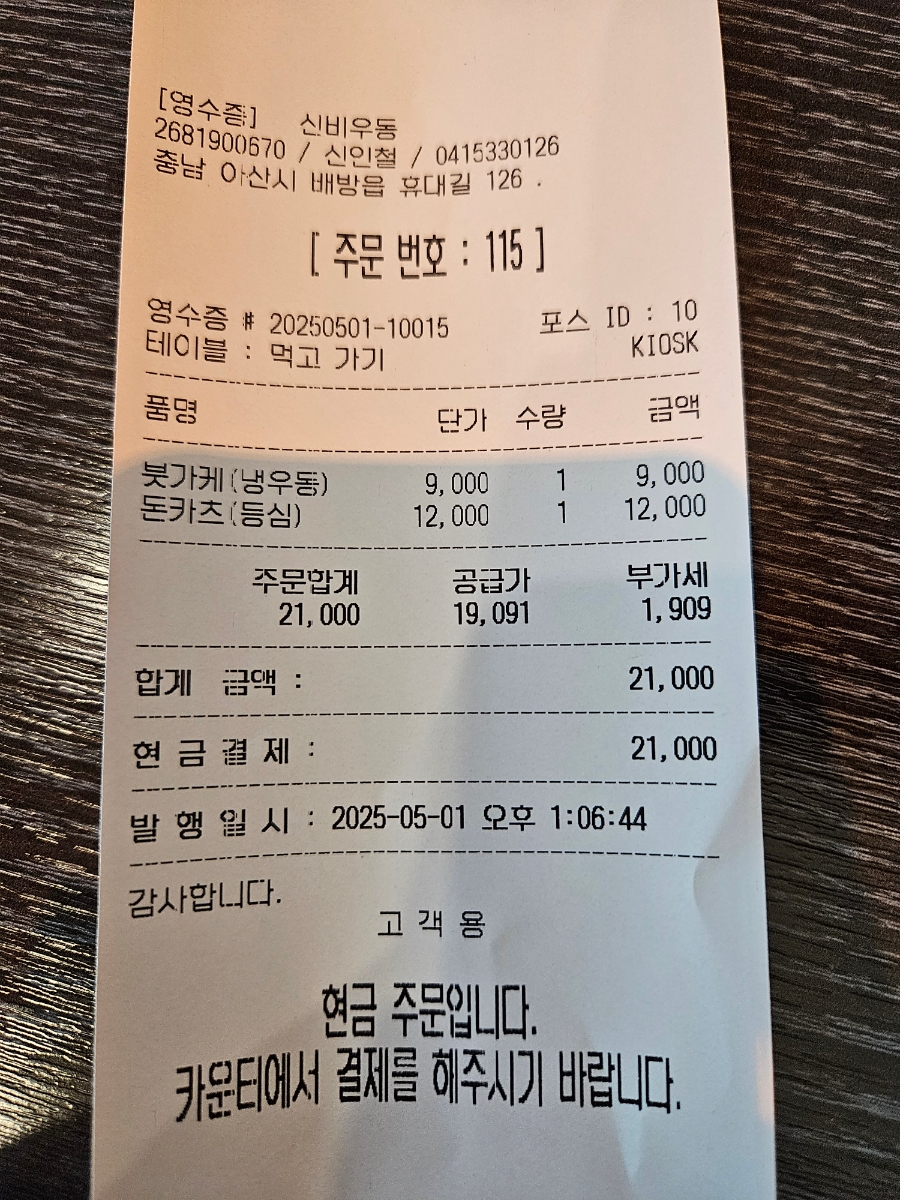 [영수증] 신비우동
2681900670 / 신인철 / 0415330126
충남 아산시 배방읍 휴대길 126 .
[ 주문 번호 : 115 ]
영수증 # 20250501-10015 포스 ID : 10
테이블 : 먹고 가기 KIOSK
품명 단가 수량 금액
붓가케(냉우동) 9,000 1 9,000
돈카츠(등심) 12,000 1 12,000
주문합계 공급가 부가세
21,000 19,091 1,909
합계 금액 : 21,000
현 금 결 제 : 21,000
발 행 일 시 : 2025-05-01 오후 1:06:44
감사합니다.
고 객 용
현금 주문입니다.
카운터에서 결제를 해주시기 바랍니다.